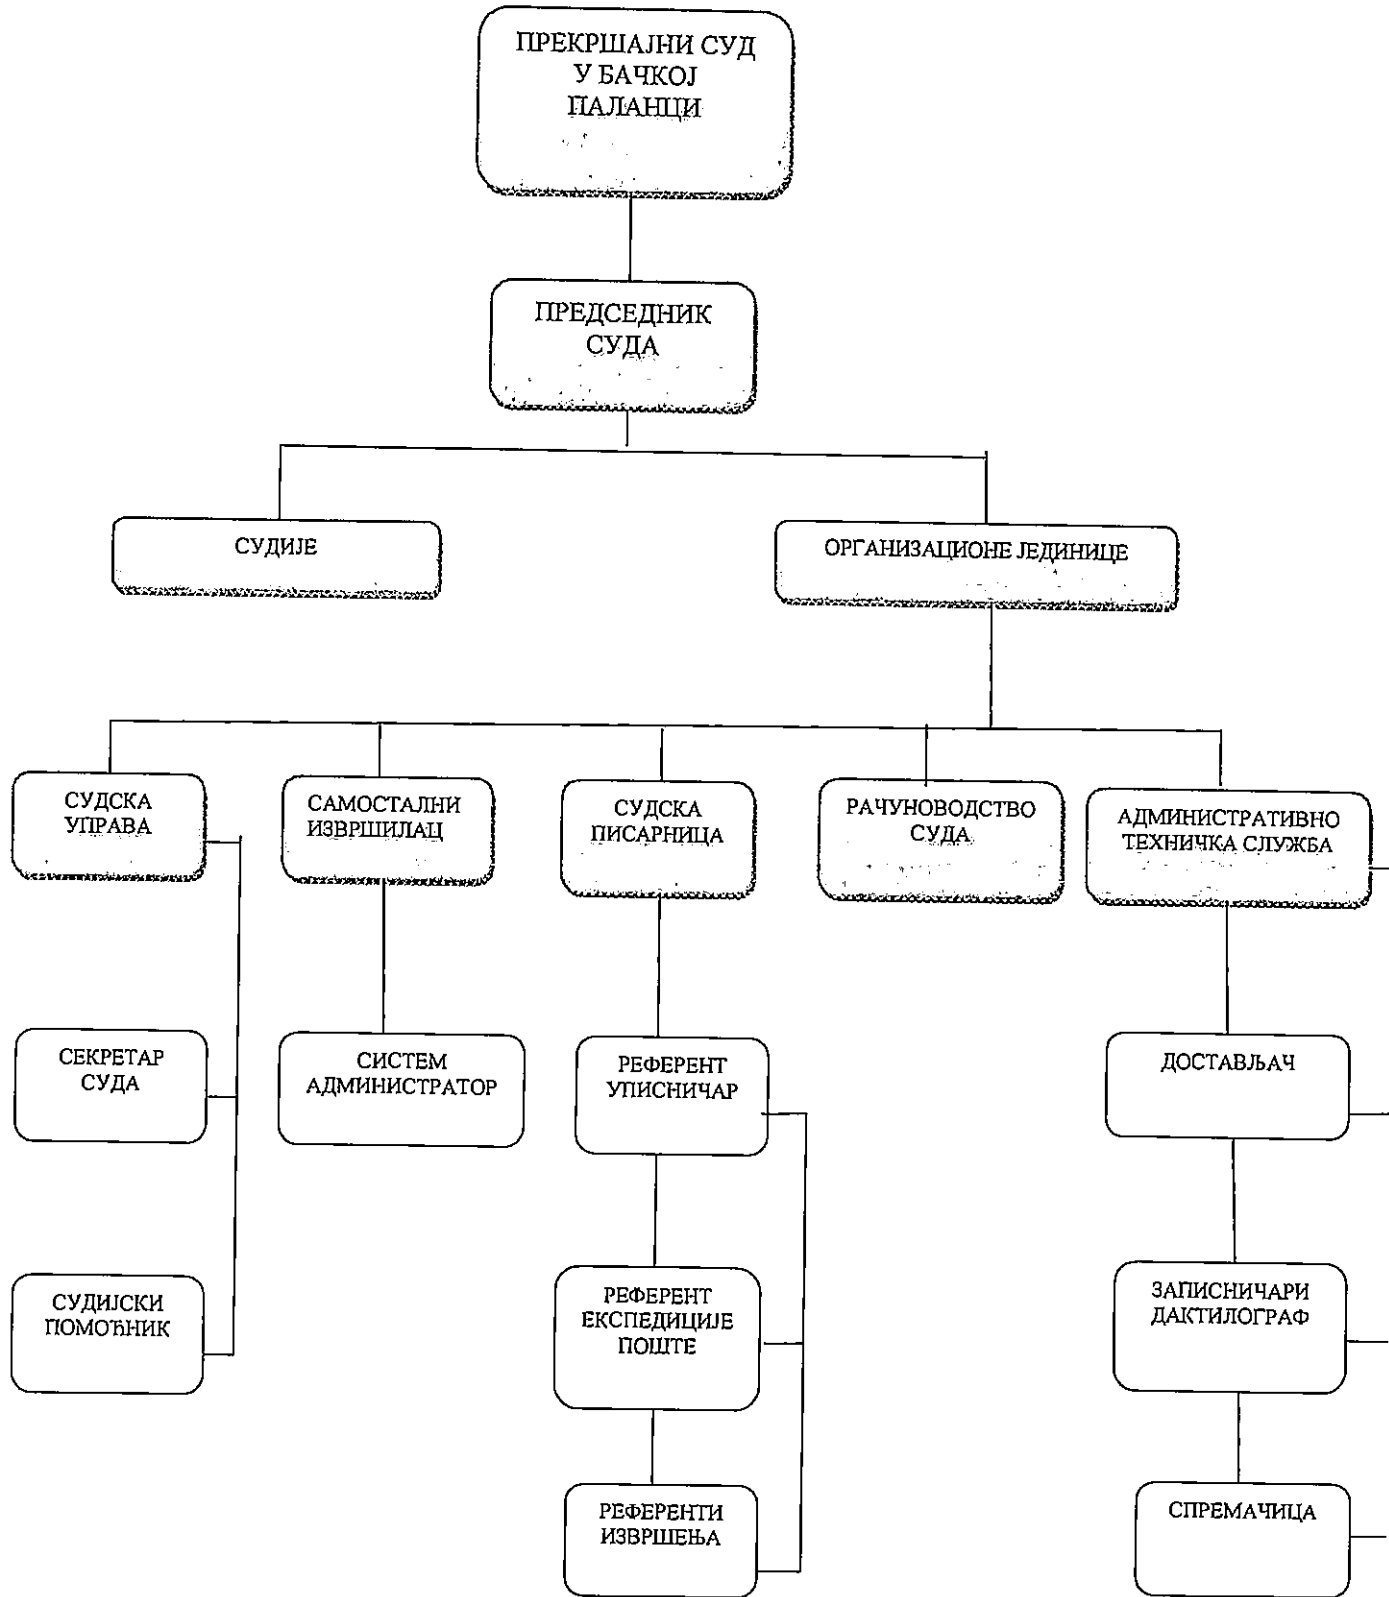 ПРЕКРШАЈНИ СУД
У БАЧКОЈ
ПАЛАНЦИ
ПРЕДСЕДНИК
СУДА
СУДИЈЕ
ОРГАНИЗАЦИОНЕ ЈЕДИНИЦЕ
СУДСКА
УПРАВА
САМОСТАЛНИ
ИЗВРШИЛАЦ
СУДСКА
ПИСАРНИЦА
РАЧУНОВОДСТВО
СУДА
АДМИНИСТРАТИВНО
ТЕХНИЧКА СЛУЖБА
СЕКРЕТАР
СУДА
СИСТЕМ
АДМИНИСТРАТОР
РЕФЕРЕНТ
УПИСНИЧАР
ДОСТАВЉАЧ
СУДИЈСКИ
ПОМОЋНИК
РЕФЕРЕНТ
ЕКСПЕДИЦИЈЕ
ПОШТЕ
ЗАПИСНИЧАРИ
ДАКТИЛОГРАФ
РЕФЕРЕНТИ
ИЗВРШЕЊА
СПРЕМАЧИЦА